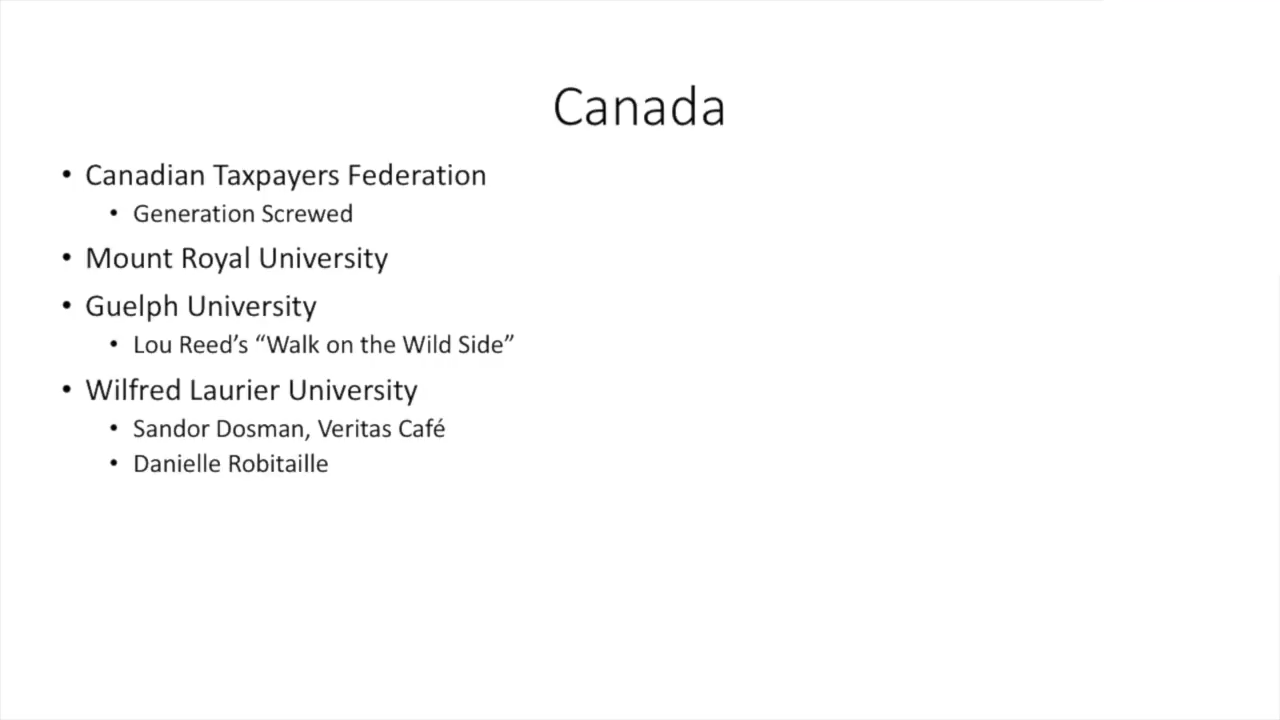 Canada
• Canadian Taxpayers Federation
• Generation Screwed
• Mount Royal University
• Guelph University
• Lou Reed’s “Walk on the Wild Side”
• Wilfred Laurier University
• Sandor Dosman, Veritas Café
• Danielle Robitaille